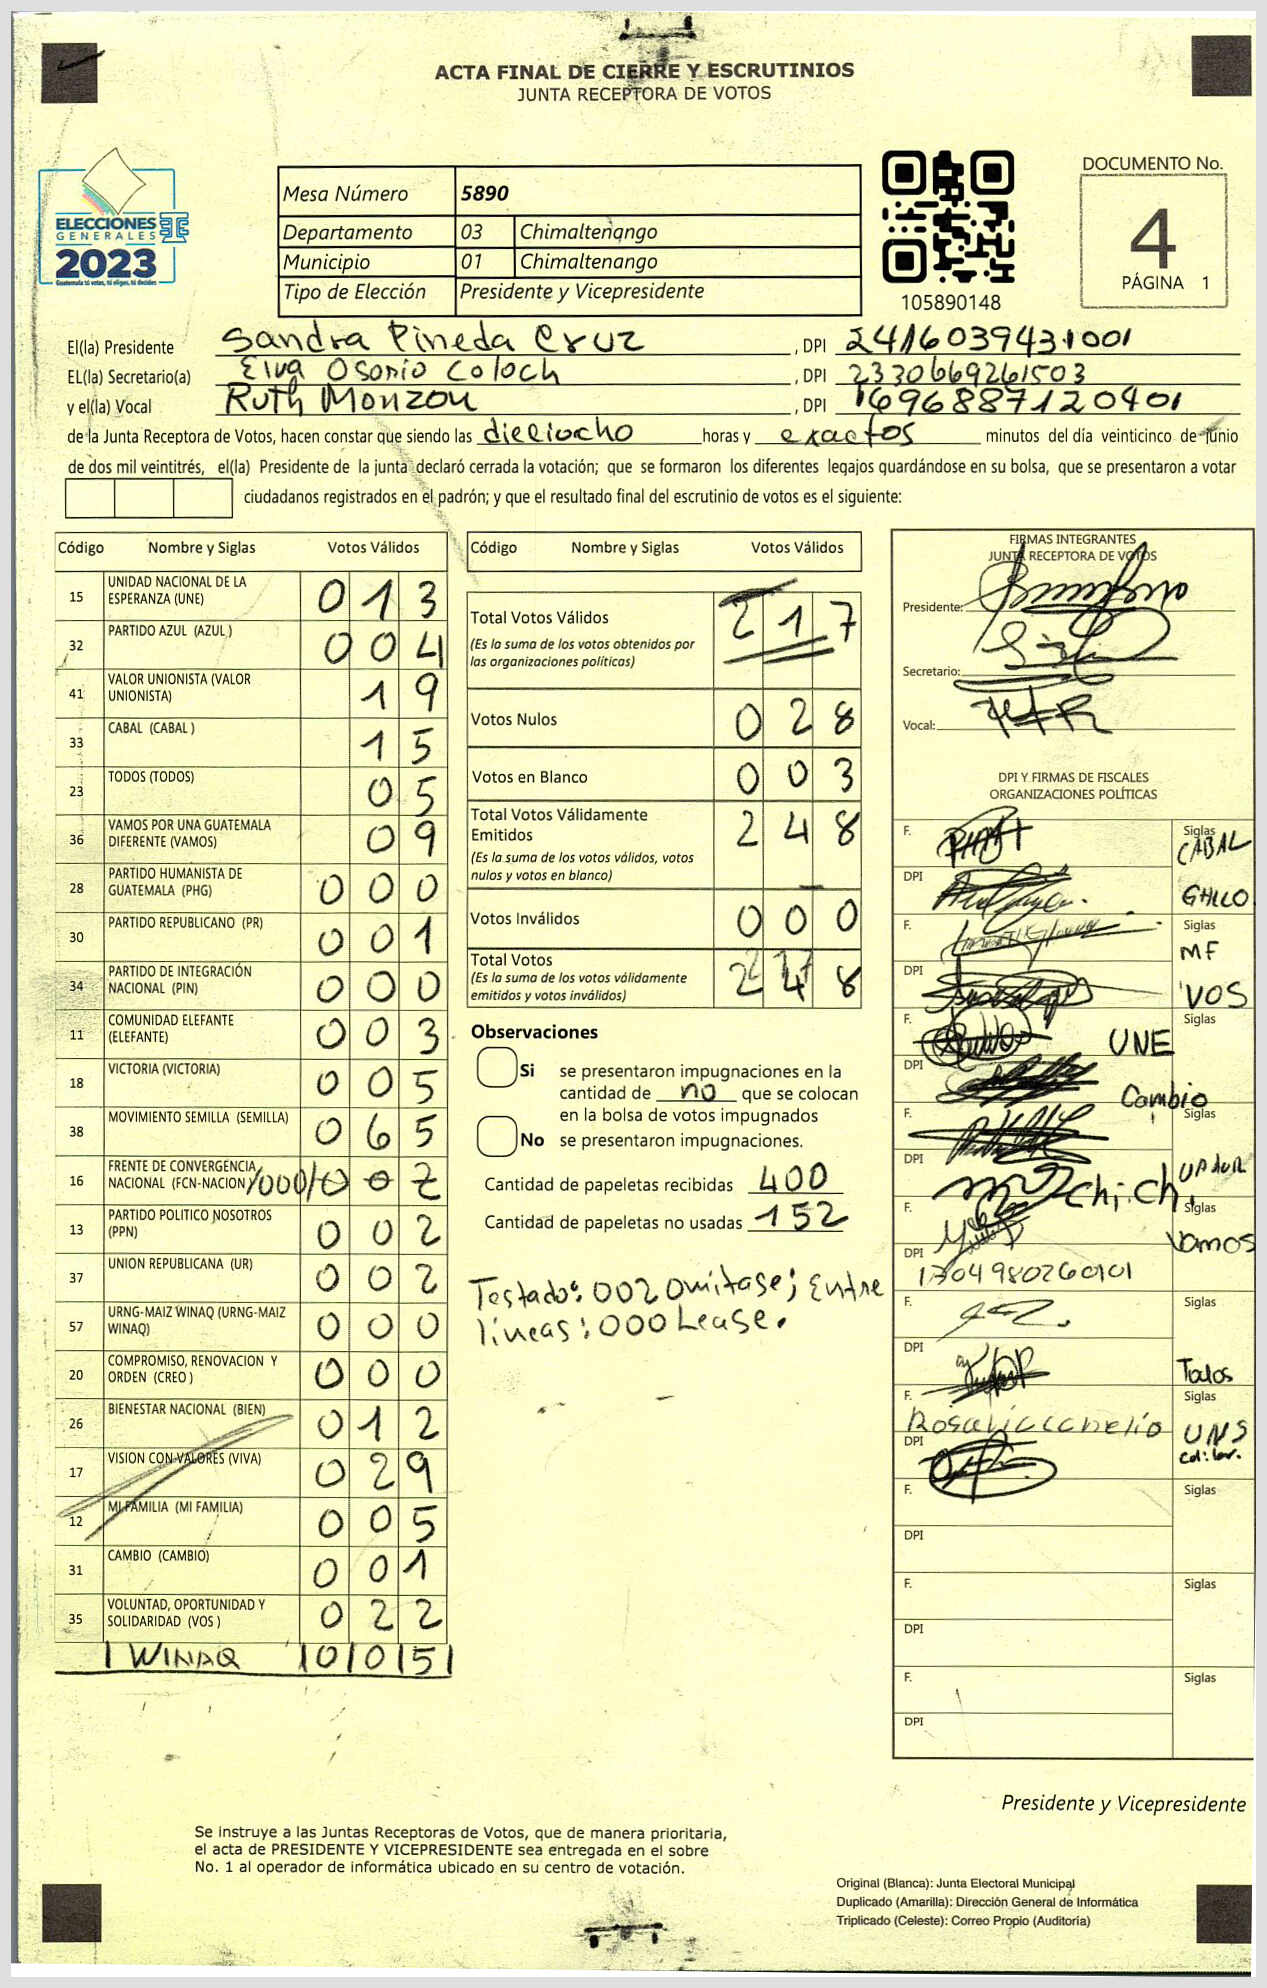 ACTA FINAL DE CIERRE Y ESCRUTINIOS
JUNTA RECEPTORA DE VOTOS
ELECCIONES
GENERALES
2023
Guatemala tú votas, tú eliges, tú decides
Mesa Número 5890
Departamento 03 Chimaltenango
Municipio 01 Chimaltenango
Tipo de Elección Presidente y Vicepresidente
105890148
DOCUMENTO No.
4
PÁGINA 1
El(la) Presidente Sandra Pineda Cruz , DPI 2416039431001
EL(la) Secretario(a) Elva Osorio Coloch , DPI 2330669261503
y el(la) Vocal Ruth Monzon , DPI 1696887120401
de la Junta Receptora de Votos, hacen constar que siendo las dieciocho horas y exactos minutos del día veinticinco de junio
de dos mil veintitrés, el(la) Presidente de la junta declaró cerrada la votación; que se formaron los diferentes legajos quardándose en su bolsa, que se presentaron a votar
ciudadanos registrados en el padrón; y que el resultado final del escrutinio de votos es el siguiente:
Código Nombre y Siglas Votos Válidos
15 UNIDAD NACIONAL DE LA ESPERANZA (UNE) 013
32 PARTIDO AZUL (AZUL ) 004
41 VALOR UNIONISTA (VALOR UNIONISTA) 19
33 CABAL (CABAL ) 15
23 TODOS (TODOS) 05
36 VAMOS POR UNA GUATEMALA DIFERENTE (VAMOS) 09
28 PARTIDO HUMANISTA DE GUATEMALA (PHG) 000
30 PARTIDO REPUBLICANO (PR) 001
34 PARTIDO DE INTEGRACIÓN NACIONAL (PIN) 000
11 COMUNIDAD ELEFANTE (ELEFANTE) 003
18 VICTORIA (VICTORIA) 005
38 MOVIMIENTO SEMILLA (SEMILLA) 065
16 FRENTE DE CONVERGENCIA NACIONAL (FCN-NACION) /000/ 002
13 PARTIDO POLITICO NOSOTROS (PPN) 002
37 UNION REPUBLICANA (UR) 002
57 URNG-MAIZ WINAQ (URNG-MAIZ WINAQ) 000
20 COMPROMISO, RENOVACION Y ORDEN (CREO ) 000
26 BIENESTAR NACIONAL (BIEN) 012
17 VISION CON VALORES (VIVA) 029
12 MI FAMILIA (MI FAMILIA) 005
31 CAMBIO (CAMBIO) 001
35 VOLUNTAD, OPORTUNIDAD Y SOLIDARIDAD (VOS ) 022
WINAQ 005
Código Nombre y Siglas Votos Válidos
Total Votos Válidos 217
(Es la suma de los votos obtenidos por
las organizaciones políticas)
Votos Nulos 028
Votos en Blanco 003
Total Votos Válidamente
Emitidos 248
(Es la suma de los votos válidos, votos
nulos y votos en blanco)
Votos Inválidos 000
Total Votos 248
(Es la suma de los votos válidamente
emitidos y votos inválidos)
Observaciones
Si se presentaron impugnaciones en la
cantidad de no que se colocan
en la bolsa de votos impugnados
No se presentaron impugnaciones.
Cantidad de papeletas recibidas 400
Cantidad de papeletas no usadas 152
Testado: 002 Omitase; Entre
líneas: 000 Lease.
FIRMAS INTEGRANTES
JUNTA RECEPTORA DE VOTOS
Presidente:
Secretario:
Vocal:
DPI Y FIRMAS DE FISCALES
ORGANIZACIONES POLÍTICAS
F. Siglas CABAL
DPI
F. Siglas
MF
DPI VOS
F. Siglas
UNE
DPI
Cambio
F. Siglas
DPI
F. Siglas
Vamos
DPI
F. Siglas
DPI
Todos
F. Siglas
UNS
DPI
F. Siglas
DPI
F. Siglas
DPI
F. Siglas
DPI
Presidente y Vicepresidente
Se instruye a las Juntas Receptoras de Votos, que de manera prioritaria,
el acta de PRESIDENTE Y VICEPRESIDENTE sea entregada en el sobre
No. 1 al operador de informática ubicado en su centro de votación.
Original (Blanca): Junta Electoral Municipal
Duplicado (Amarilla): Dirección General de Informática
Triplicado (Celeste): Correo Propio (Auditoría)